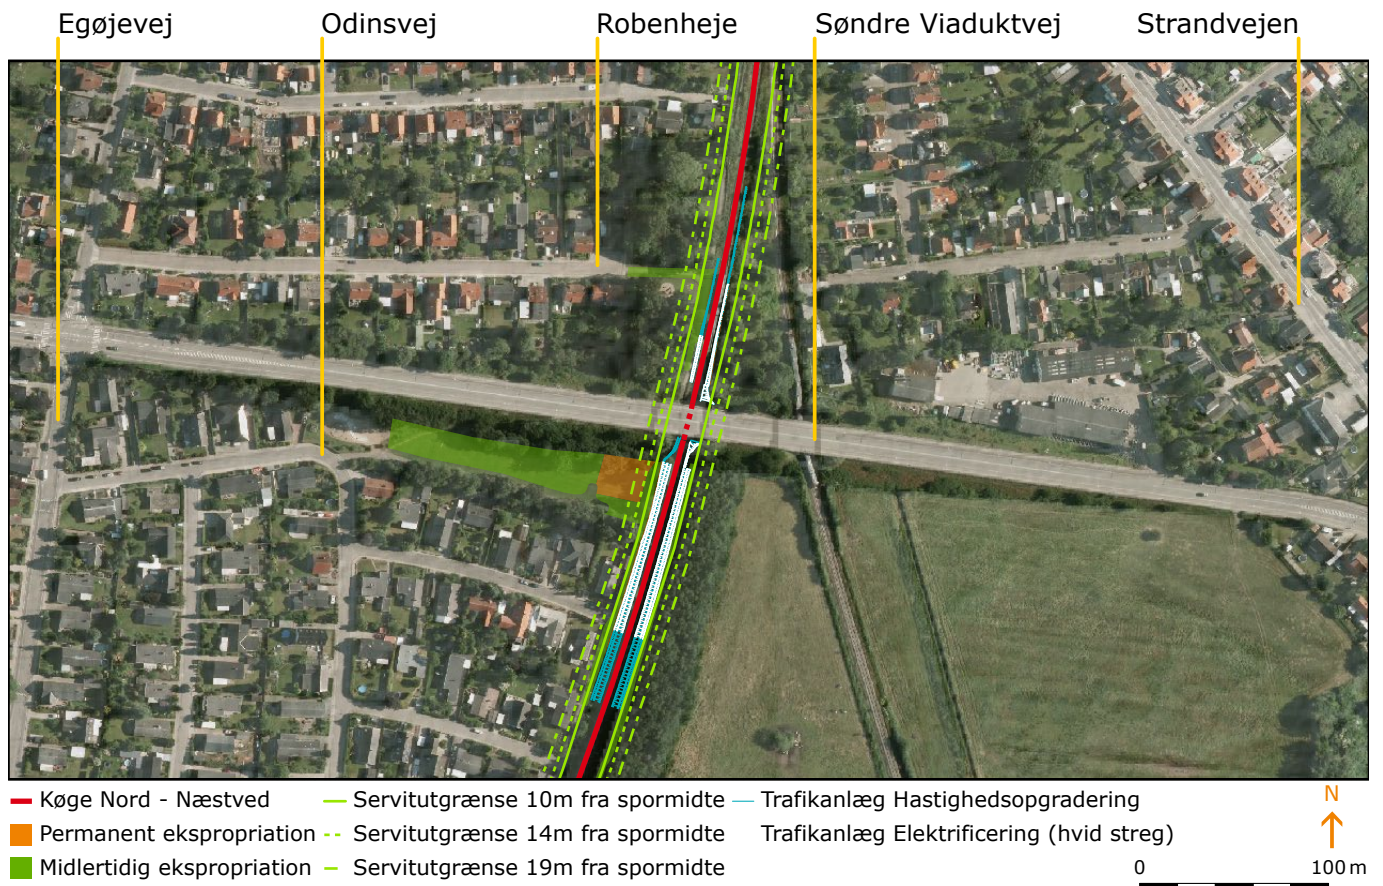 Egøjevej Odinsvej Robenheje Søndre Viaduktvej Strandvejen
Køge Nord - Næstved
Permanent ekspropriation
Midlertidig ekspropriation
Servitutgrænse 10m fra spormidte
Servitutgrænse 14m fra spormidte
Servitutgrænse 19m fra spormidte
Trafikanlæg Hastighedsopgradering
Trafikanlæg Elektrificering (hvid streg)
N
0 100 m